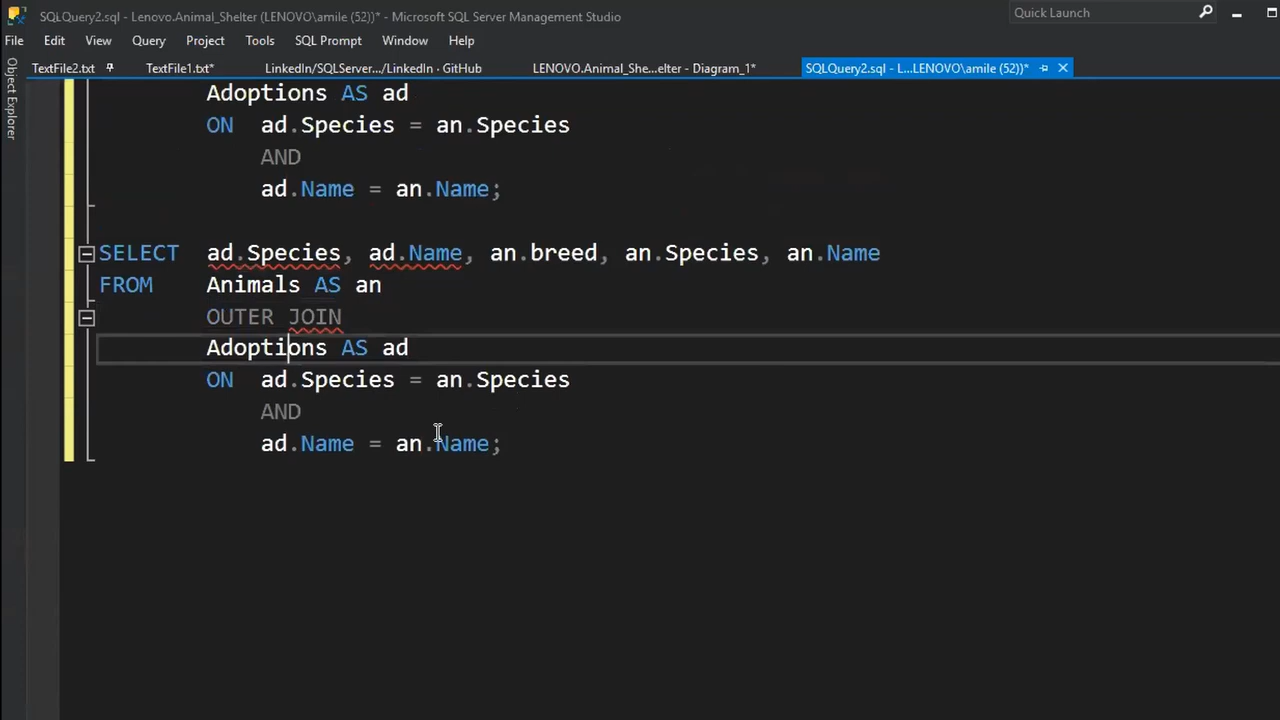 SQLQuery2.sql - Lenovo.Animal_Shelter (LENOVO\amile (52))* - Microsoft SQL Server Management Studio
Quick Launch
File Edit View Query Project Tools SQL Prompt Window Help
TextFile2.txt TextFile1.txt* LinkedIn/SQLServer.../LinkedIn · GitHub LENOVO.Animal_She...elter - Diagram_1* SQLQuery2.sql - L...LENOVO\amile (52))*
Object Explorer
Adoptions AS ad
ON ad.Species = an.Species
AND
ad.Name = an.Name;
SELECT ad.Species, ad.Name, an.breed, an.Species, an.Name
FROM Animals AS an
OUTER JOIN
Adoptions AS ad
ON ad.Species = an.Species
AND
ad.Name = an.Name;